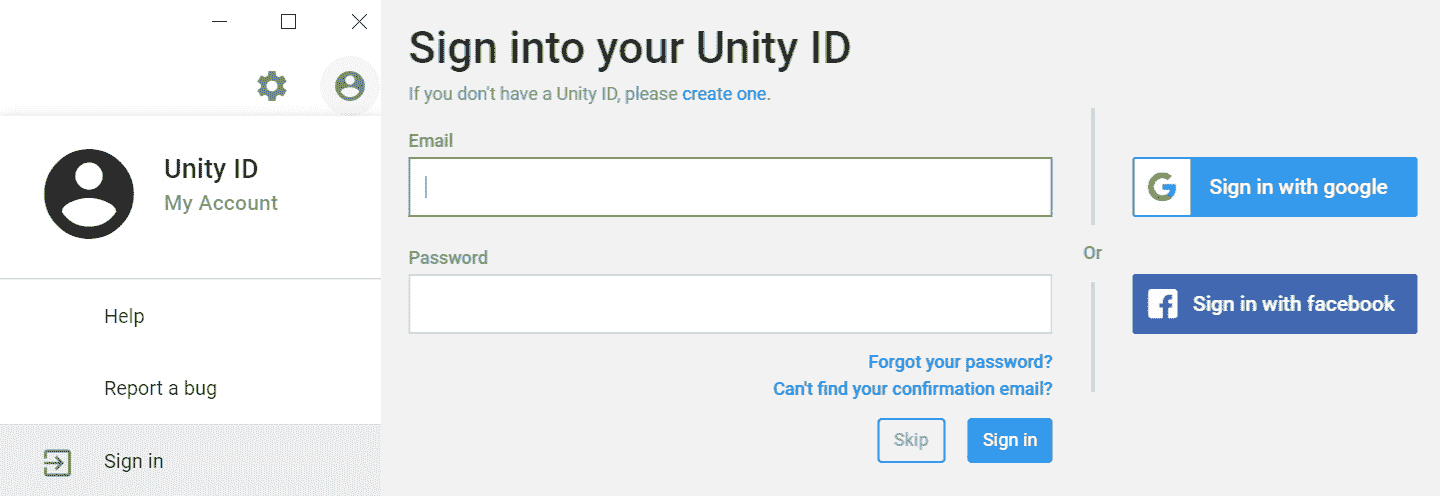 Unity ID
My Account
Help
Report a bug
Sign in
Sign into your Unity ID
If you don't have a Unity ID, please create one.
Email
Password
Forgot your password?
Can't find your confirmation email?
Skip
Sign in
Or
G
Sign in with google
f
Sign in with facebook